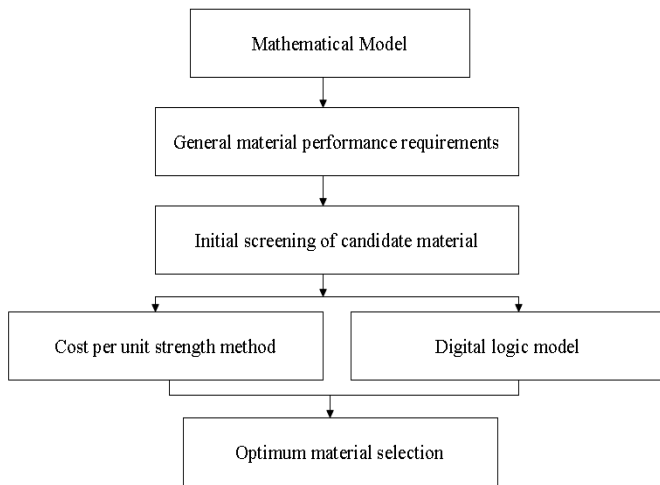 Mathematical Model
General material performance requirements
Initial screening of candidate material
Cost per unit strength method
Digital logic model
Optimum material selection